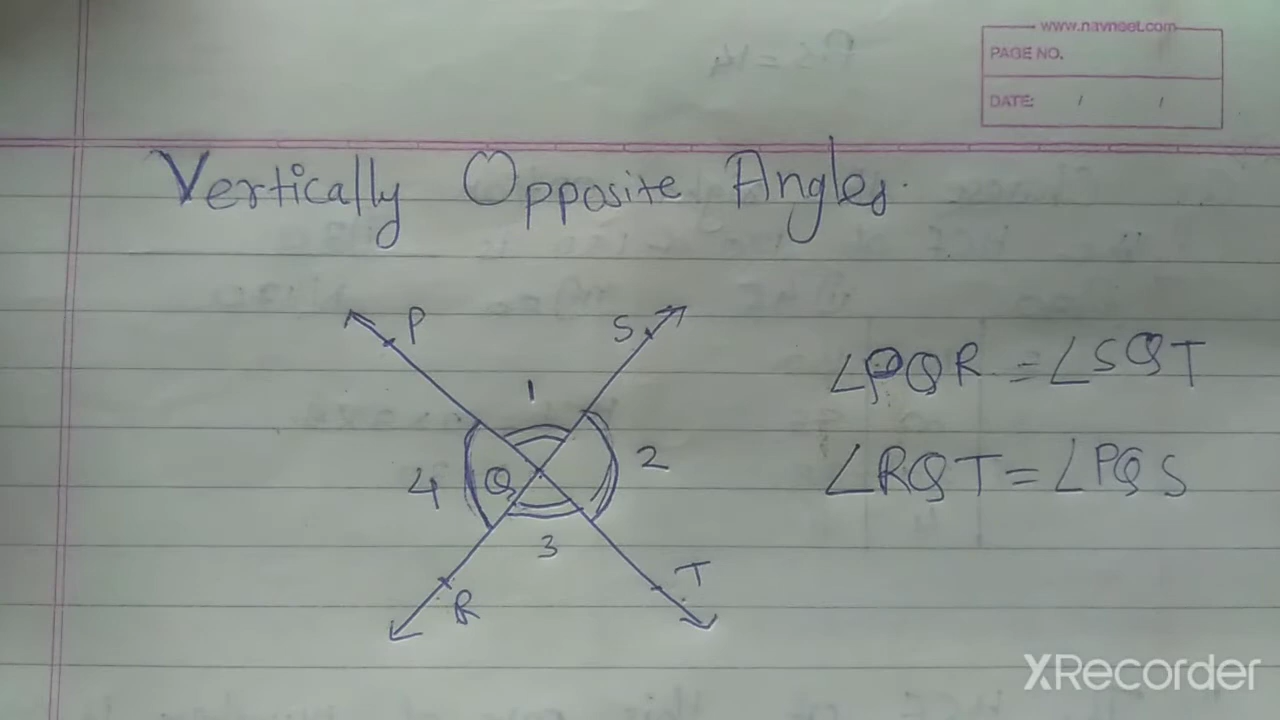 www.navneet.com
PAGE NO.
DATE: / /
Vertically Opposite Angles.
P
S
1
∠PQR = ∠SQT
4
Q
2
∠RQT = ∠PQS
3
R
T
XRecorder